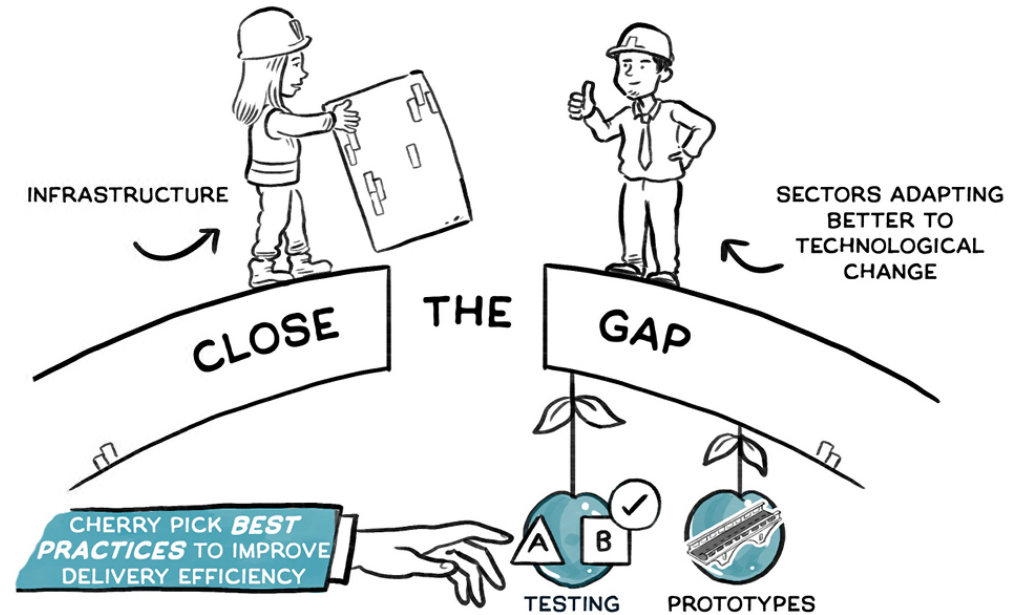 INFRASTRUCTURE
SECTORS ADAPTING
BETTER TO
TECHNOLOGICAL
CHANGE
CLOSE THE GAP
CHERRY PICK BEST
PRACTICES TO IMPROVE
DELIVERY EFFICIENCY
A B
TESTING
PROTOTYPES